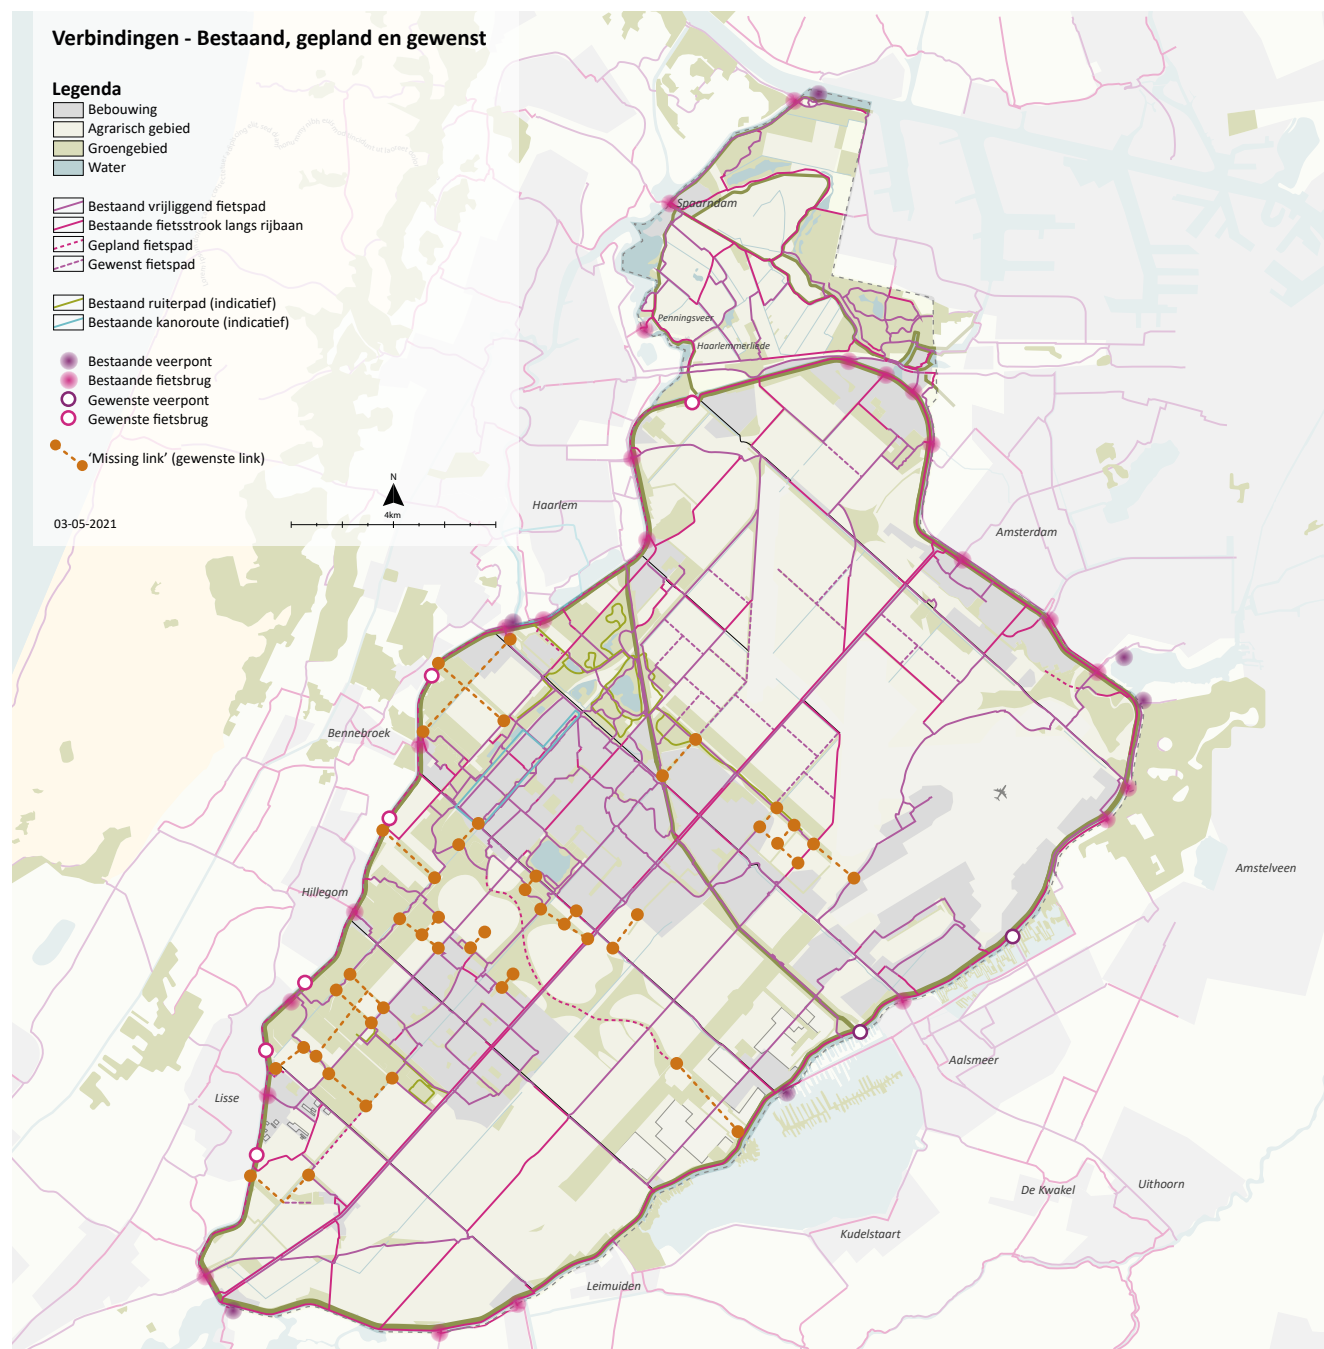 Verbindingen - Bestaand, gepland en gewenst
Legenda
Bebouwing
Agrarisch gebied
Groengebied
Water
Bestaand vrijliggend fietspad
Bestaande fietsstrook langs rijbaan
Gepland fietspad
Gewenst fietspad
Bestaand ruiterpad (indicatief)
Bestaande kanoroute (indicatief)
Bestaande veerpont
Bestaande fietsbrug
Gewenste veerpont
Gewenste fietsbrug
'Missing link' (gewenste link)
N
4km
03-05-2021
Spaarndam
Penningsveer
Haarlemmerliede
Haarlem
Amsterdam
Bennebroek
Hillegom
Amstelveen
Lisse
Aalsmeer
De Kwakel
Uithoorn
Kudelstaart
Leimuiden